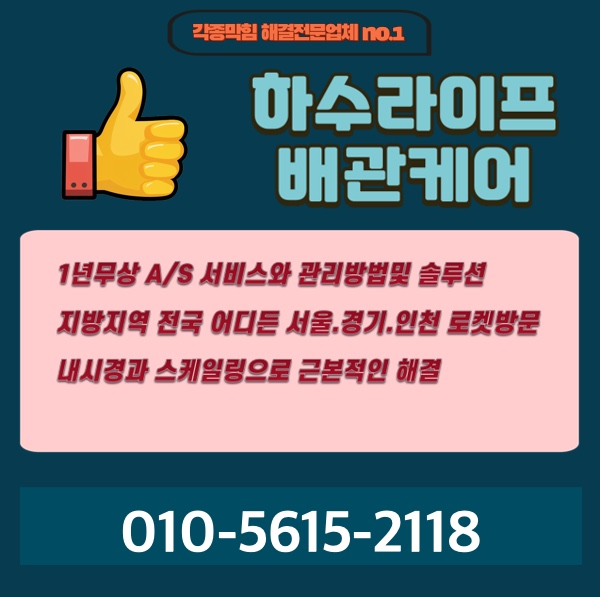 각종막힘 해결전문업체 no.1
하수라이프
배관케어
1년무상 A/S 서비스와 관리방법및 솔루션
지방지역 전국 어디든 서울.경기.인천 로켓방문
내시경과 스케일링으로 근본적인 해결
010-5615-2118